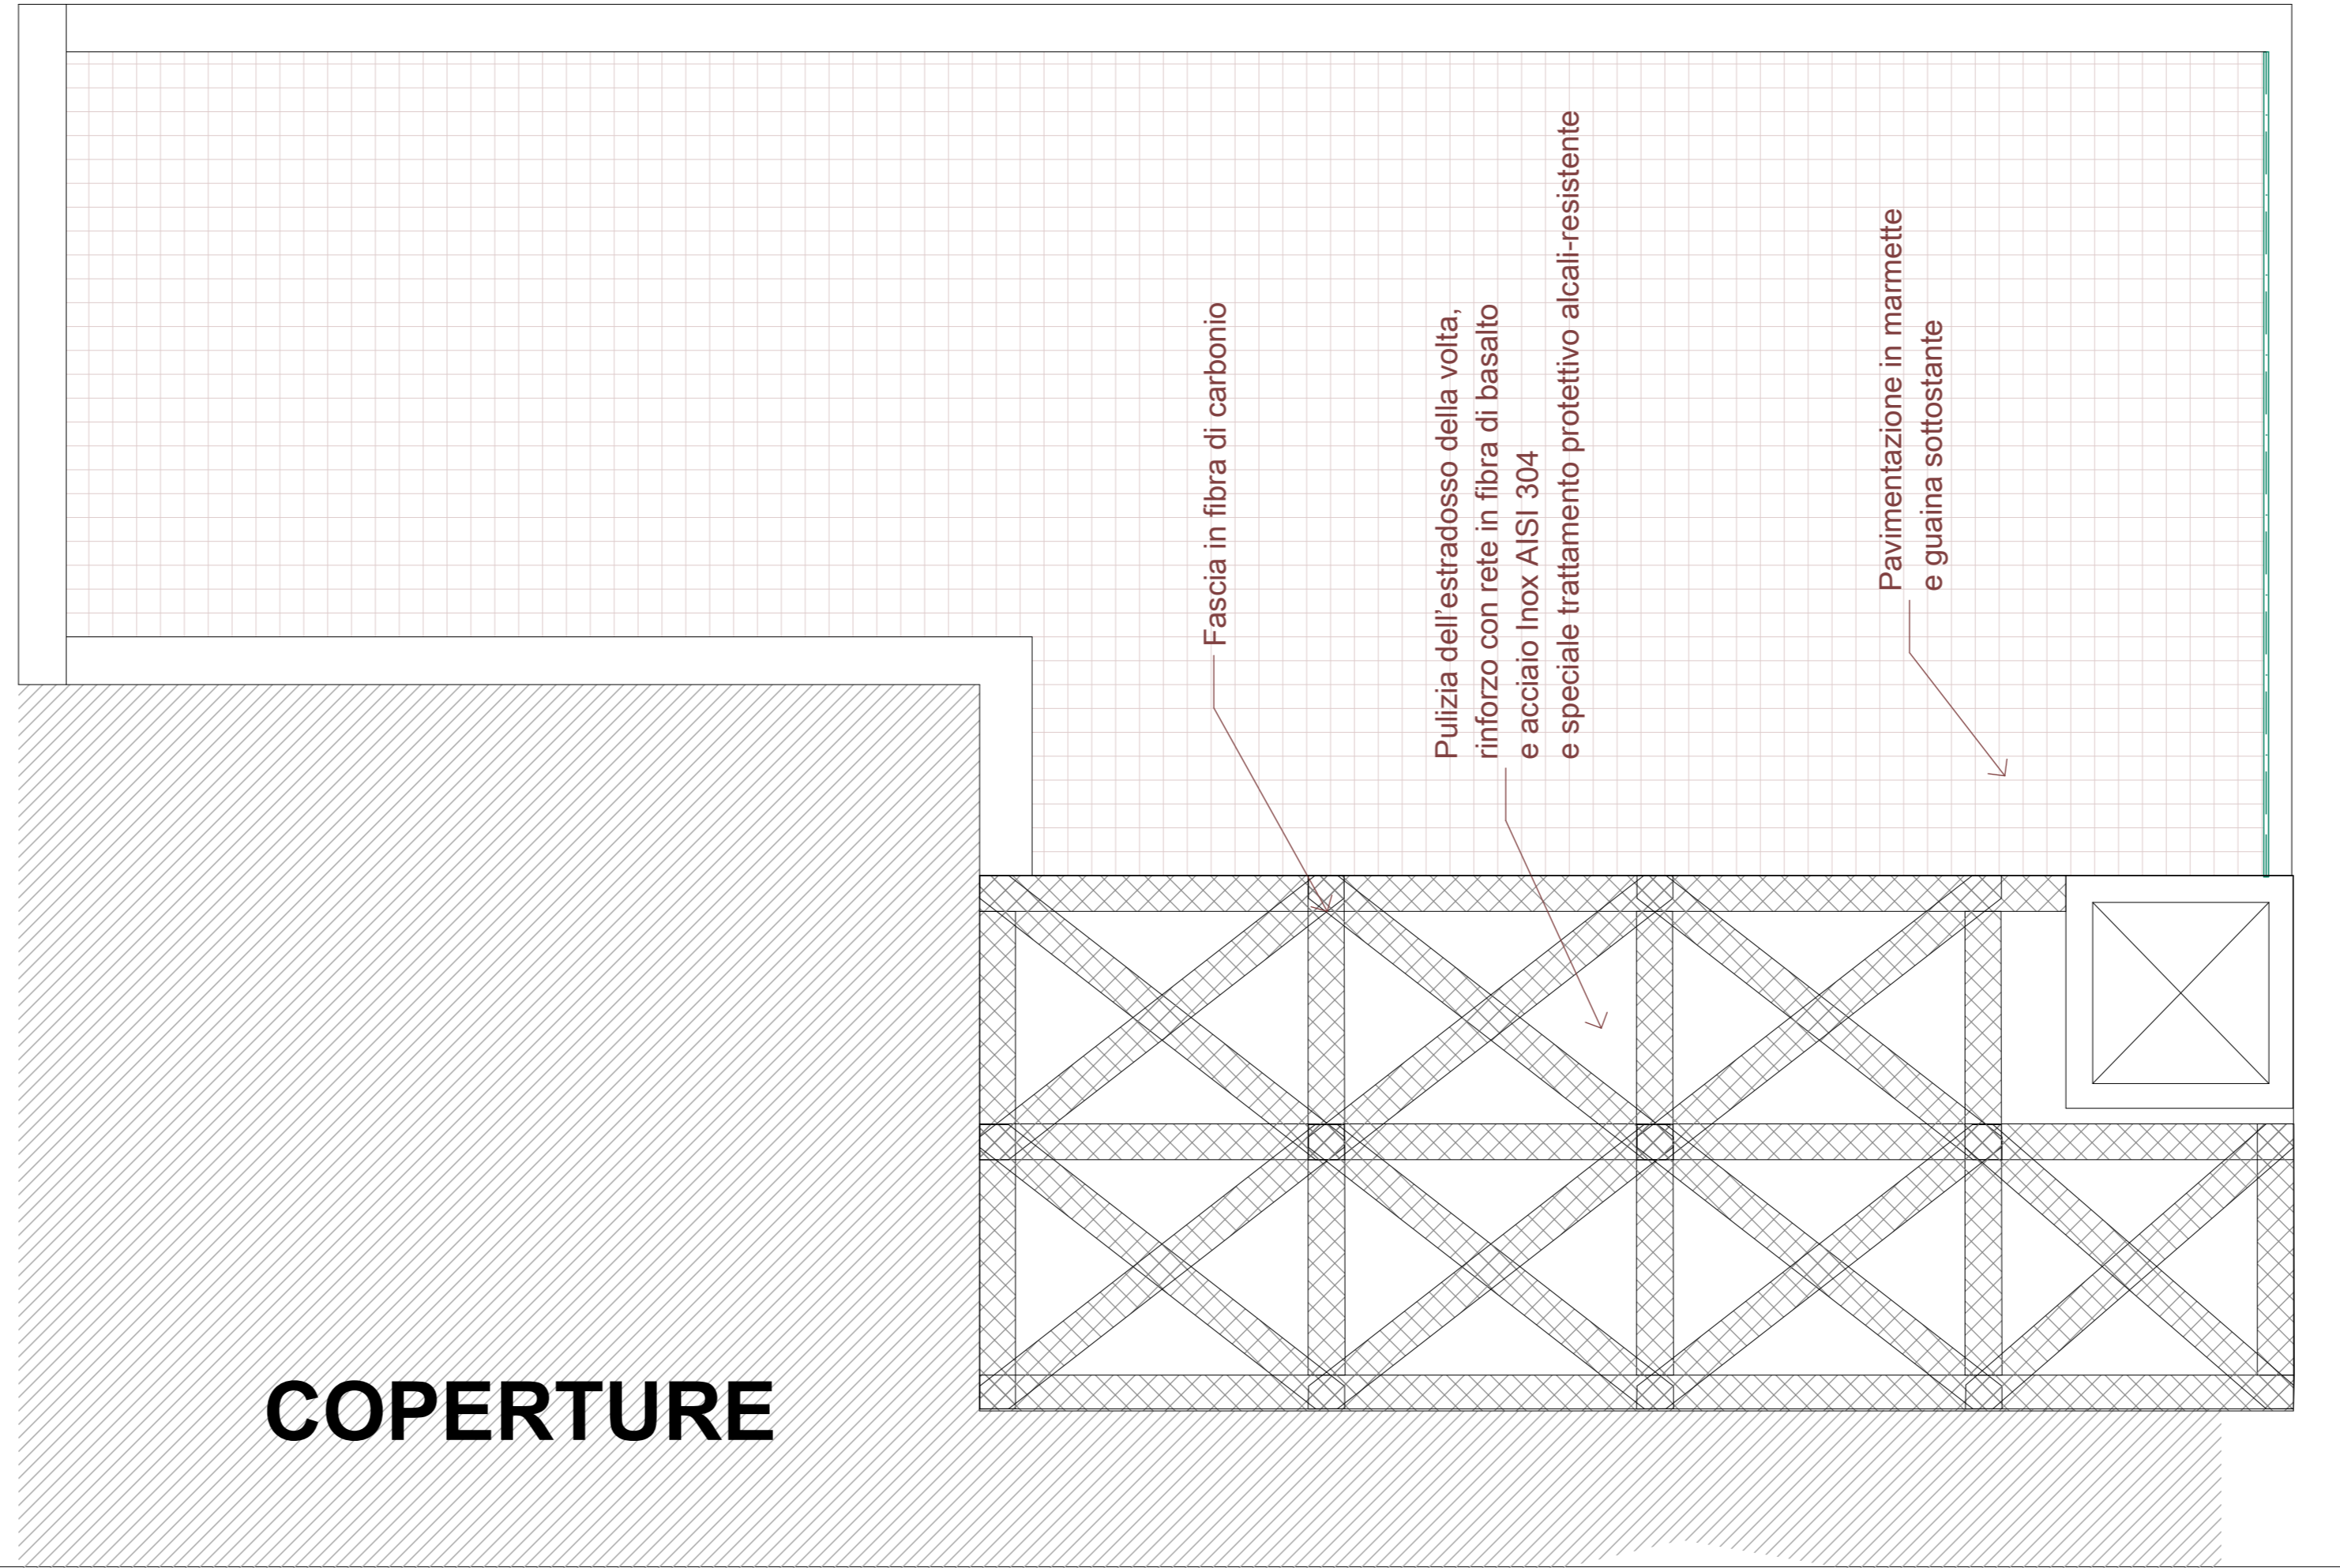 Fascia in fibra di carbonio
Pulizia dell'estradosso della volta,
rinforzo con rete in fibra di basalto
e acciaio Inox AISI 304
e speciale trattamento protettivo alcali-resistente
Pavimentazione in marmette
e guaina sottostante
COPERTURE